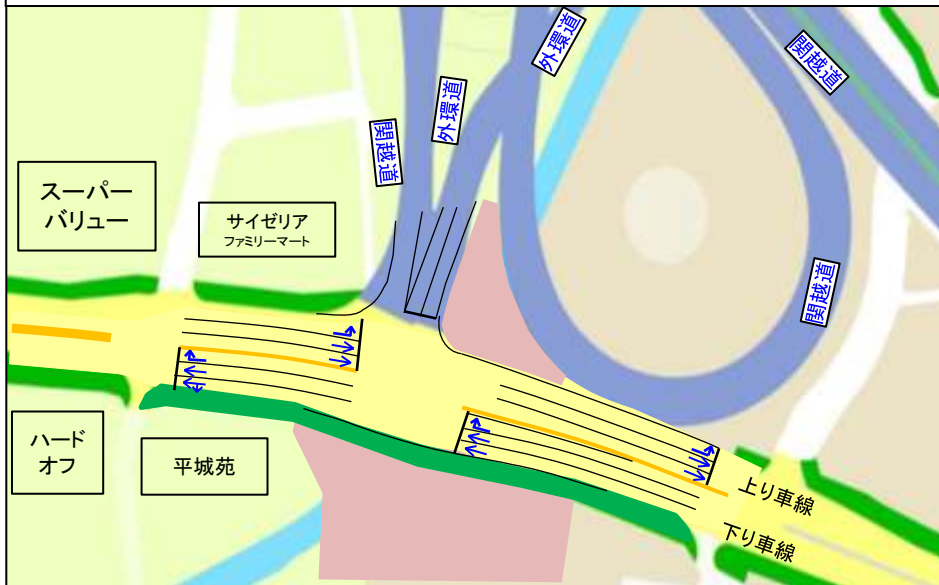 関越道
外環道
外環道
関越道
スーパー
バリュー
サイゼリア
ファミリーマート
関越道
ハード
オフ
平城苑
上り車線
下り車線